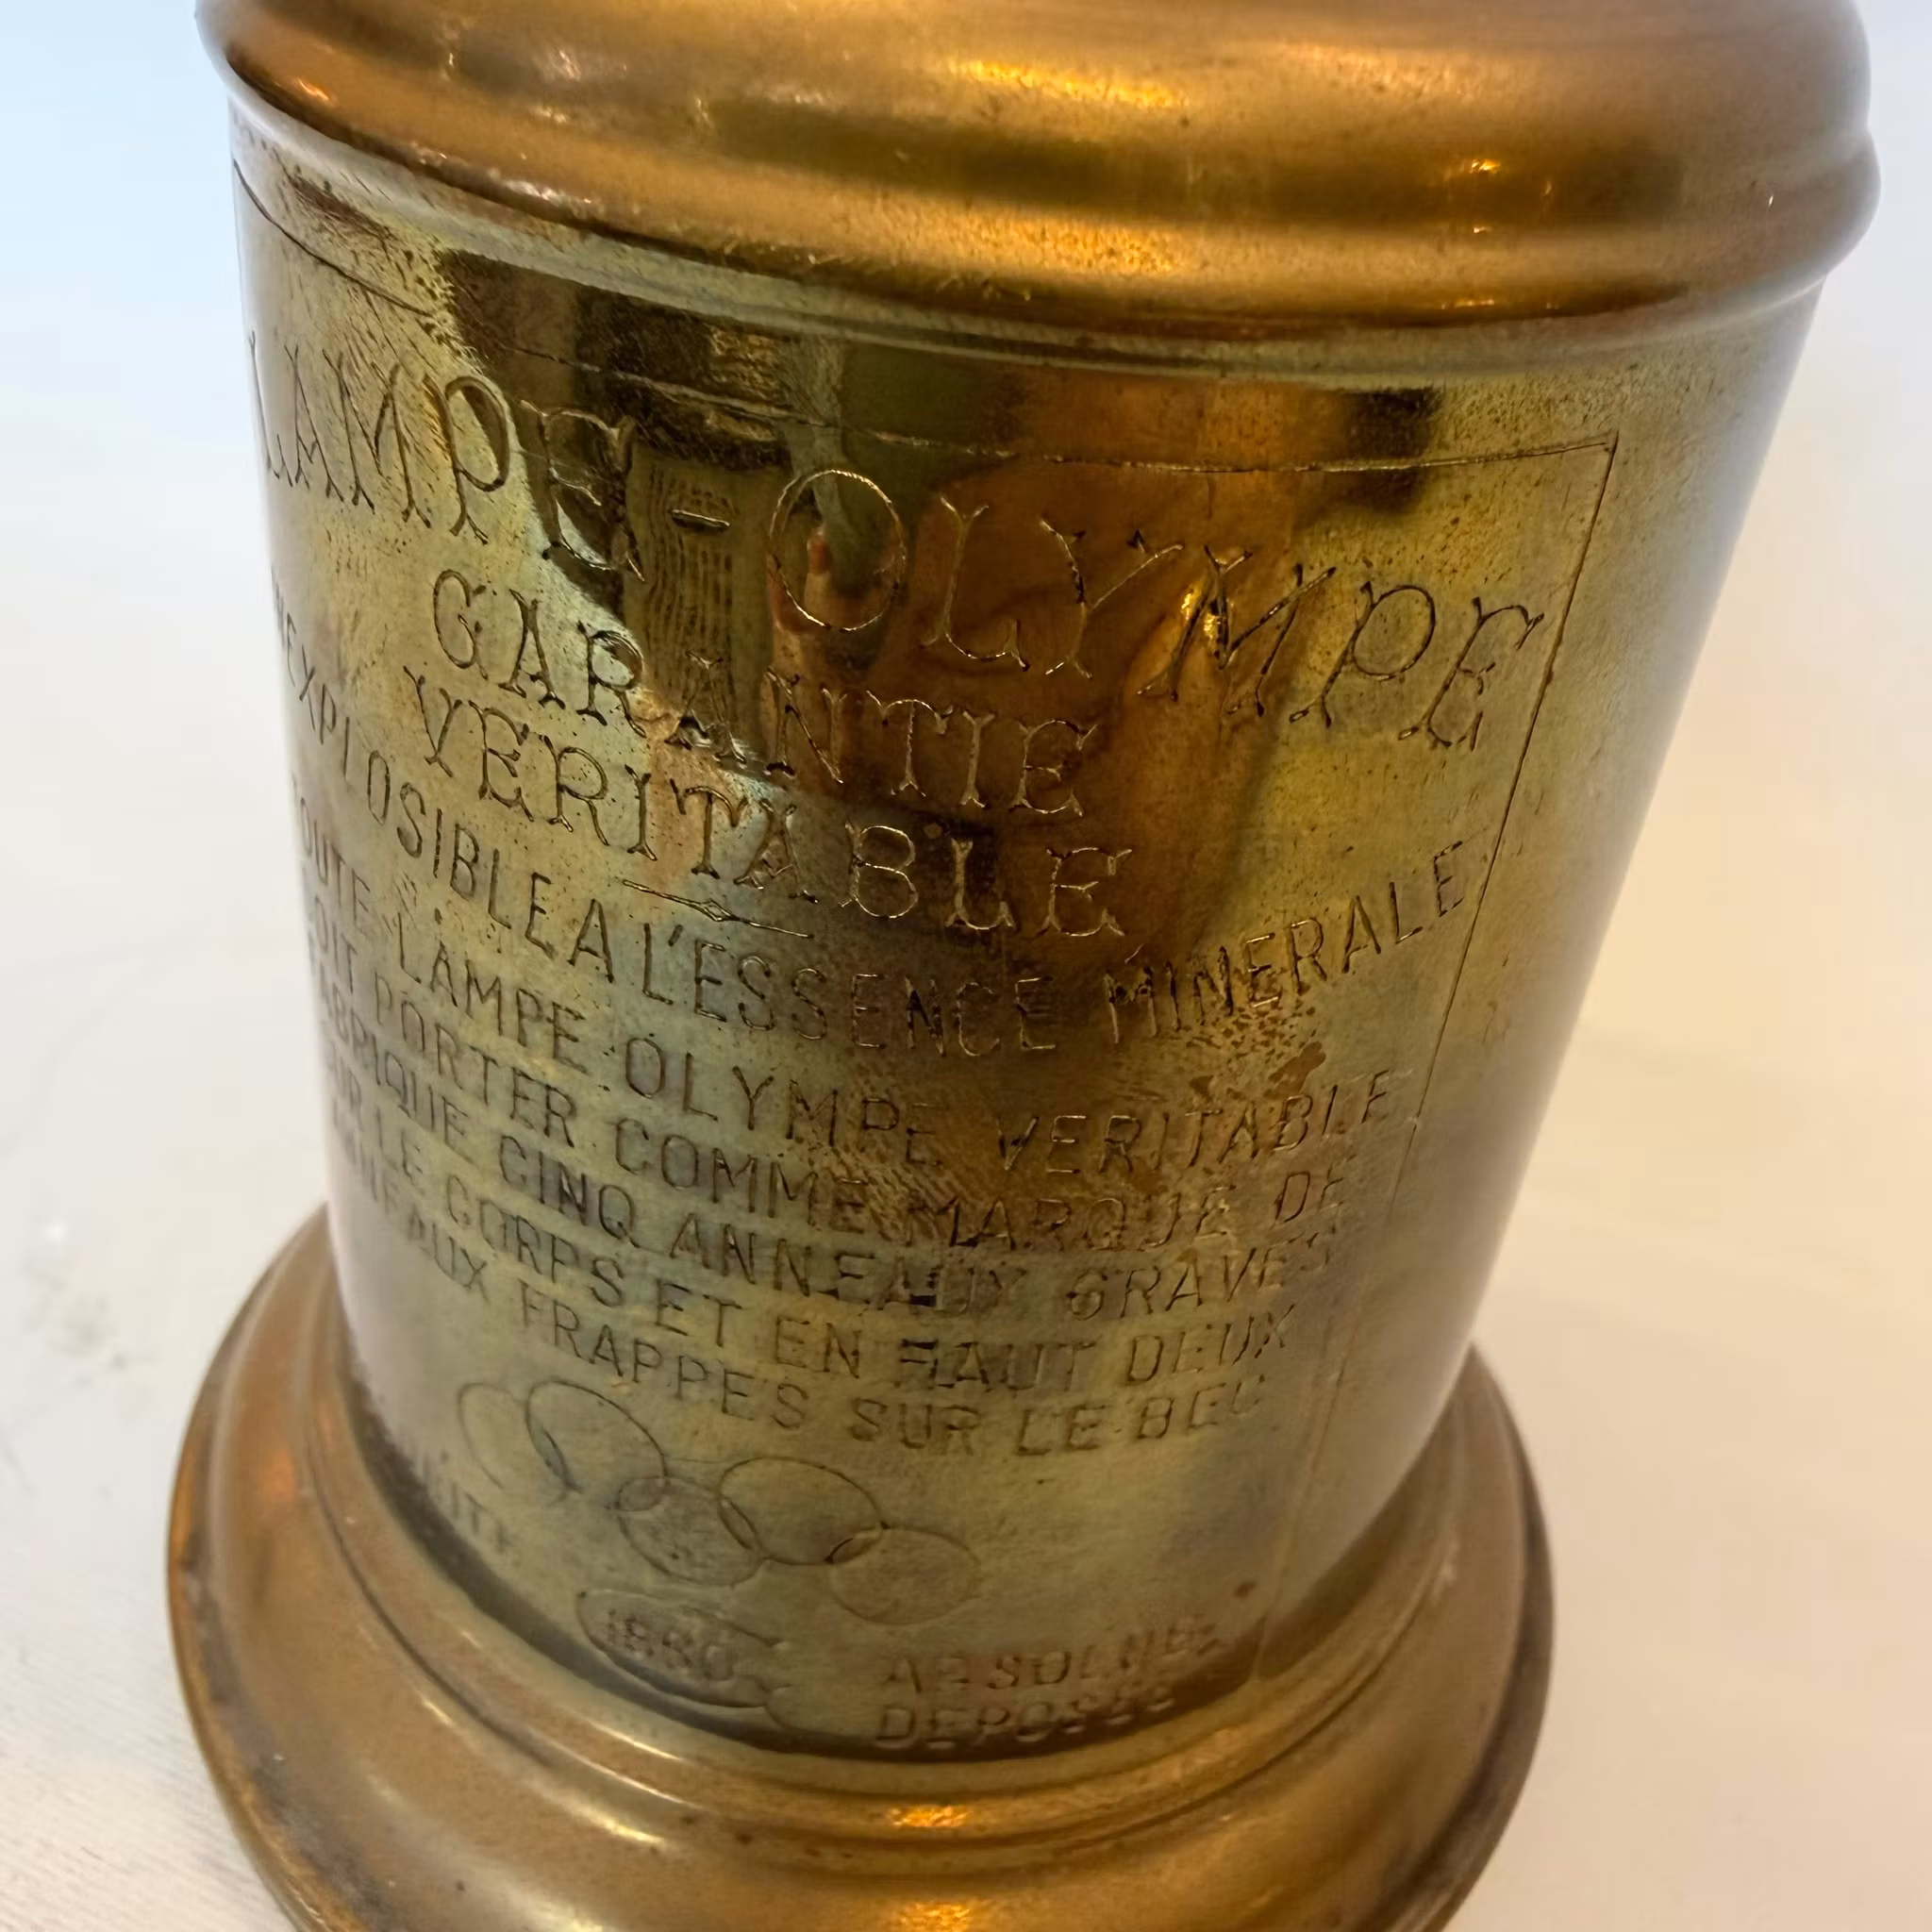 LAMPE-OLYMPE
GARANTIE
VERITABLE
INEXPLOSIBLE A L'ESSENCE MINERALE
TOUTE LAMPE OLYMPE VERITABLE
DOIT PORTER COMME MARQUE DE
FABRIQUE CINQ ANNEAUX GRAVES
SUR LE CORPS ET EN HAUT DEUX
ANNEAUX FRAPPES SUR LE BEC
ABSOLUE
DEPOSEE